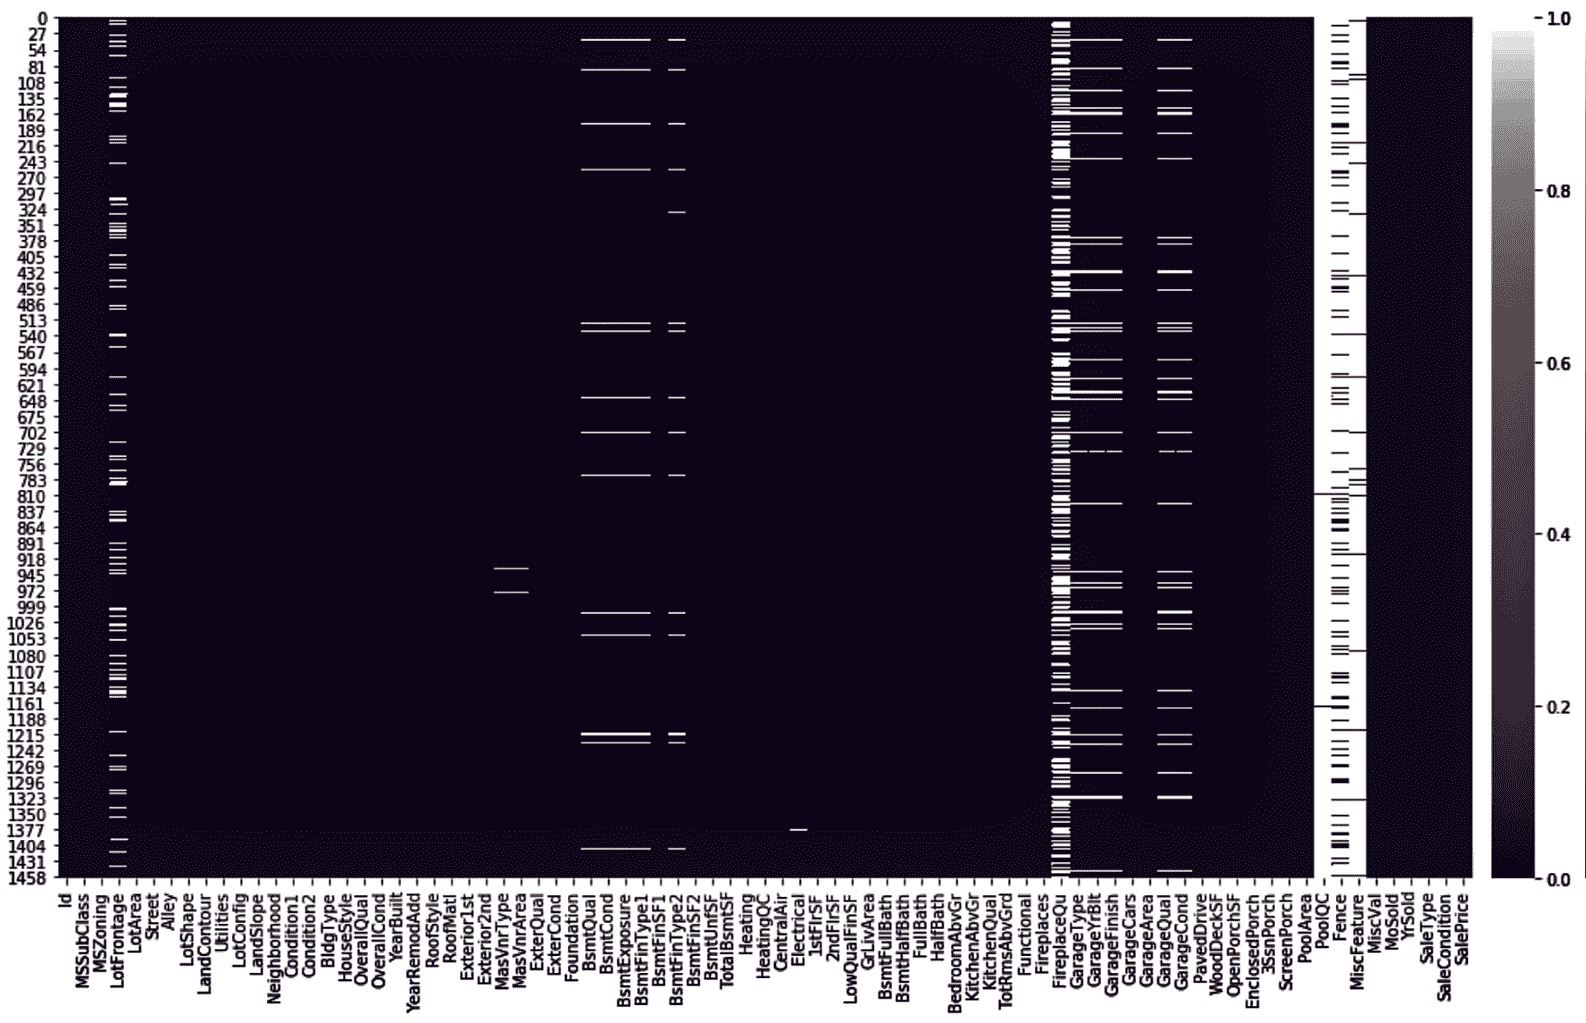 0
27
54
81
108
135
162
189
216
243
270
297
324
351
378
405
432
459
486
513
540
567
594
621
648
675
702
729
756
783
810
837
864
891
918
945
972
999
1026
1053
1080
1107
1134
1161
1188
1215
1242
1269
1296
1323
1350
1377
1404
1431
1458
Id
MSSubClass
MSZoning
LotFrontage
LotArea
Street
Alley
LotShape
LandContour
Utilities
LotConfig
LandSlope
Neighborhood
Condition1
Condition2
BldgType
HouseStyle
OverallQual
OverallCond
YearBuilt
YearRemodAdd
RoofStyle
RoofMatl
Exterior1st
Exterior2nd
MasVnrType
MasVnrArea
ExterQual
ExterCond
Foundation
BsmtQual
BsmtCond
BsmtExposure
BsmtFinType1
BsmtFinSF1
BsmtFinType2
BsmtFinSF2
BsmtUnfSF
TotalBsmtSF
Heating
HeatingQC
CentralAir
Electrical
1stFlrSF
2ndFlrSF
LowQualFinSF
GrLivArea
BsmtFullBath
BsmtHalfBath
FullBath
HalfBath
BedroomAbvGr
KitchenAbvGr
KitchenQual
TotRmsAbvGrd
Functional
Fireplaces
FireplaceQu
GarageType
GarageYrBlt
GarageFinish
GarageCars
GarageArea
GarageQual
GarageCond
PavedDrive
WoodDeckSF
OpenPorchSF
EnclosedPorch
3SsnPorch
ScreenPorch
PoolArea
PoolQC
Fence
MiscFeature
MiscVal
MoSold
YrSold
SaleType
SaleCondition
SalePrice
1.0
0.8
0.6
0.4
0.2
0.0